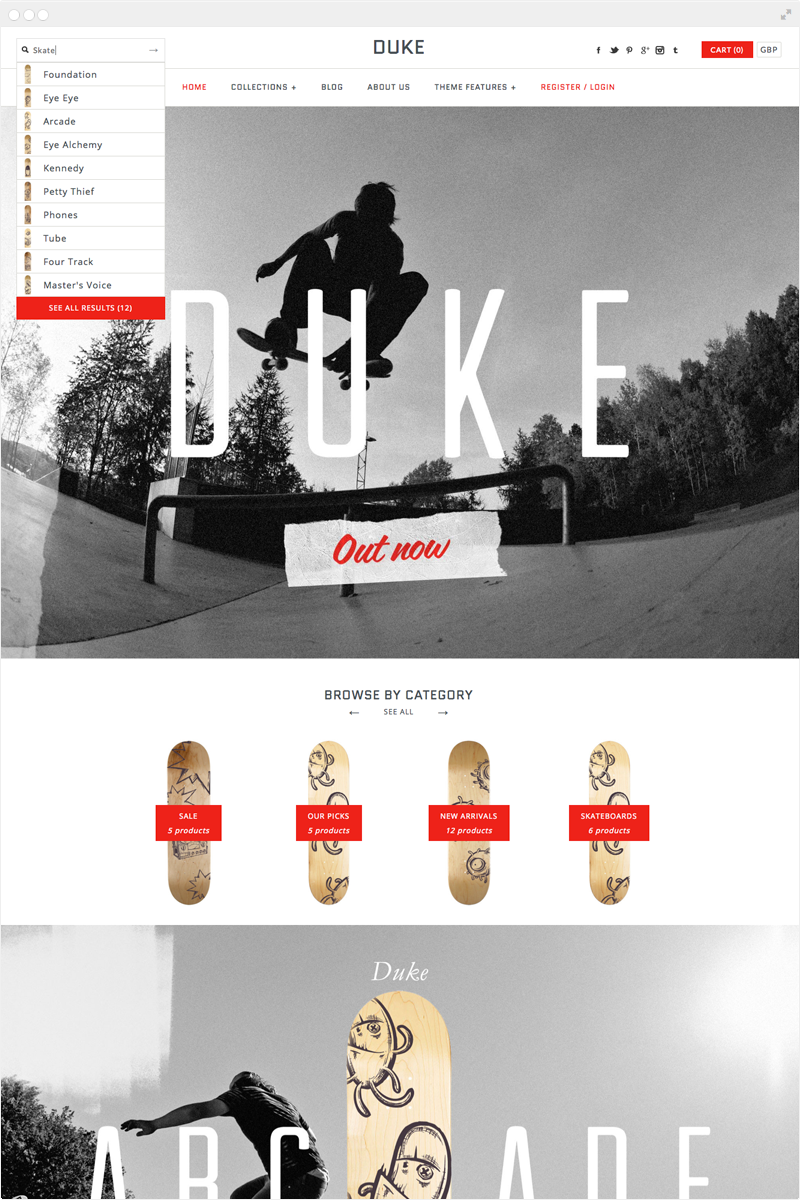 Skate
→
DUKE
CART (0)
GBP
Foundation
Eye Eye
Arcade
Eye Alchemy
Kennedy
Petty Thief
Phones
Tube
Four Track
Master's Voice
SEE ALL RESULTS (12)
HOME COLLECTIONS + BLOG ABOUT US THEME FEATURES + REGISTER / LOGIN
DUKE
Out now
BROWSE BY CATEGORY
← SEE ALL →
SALE
5 products
OUR PICKS
5 products
NEW ARRIVALS
12 products
SKATEBOARDS
6 products
Duke
ARCADE